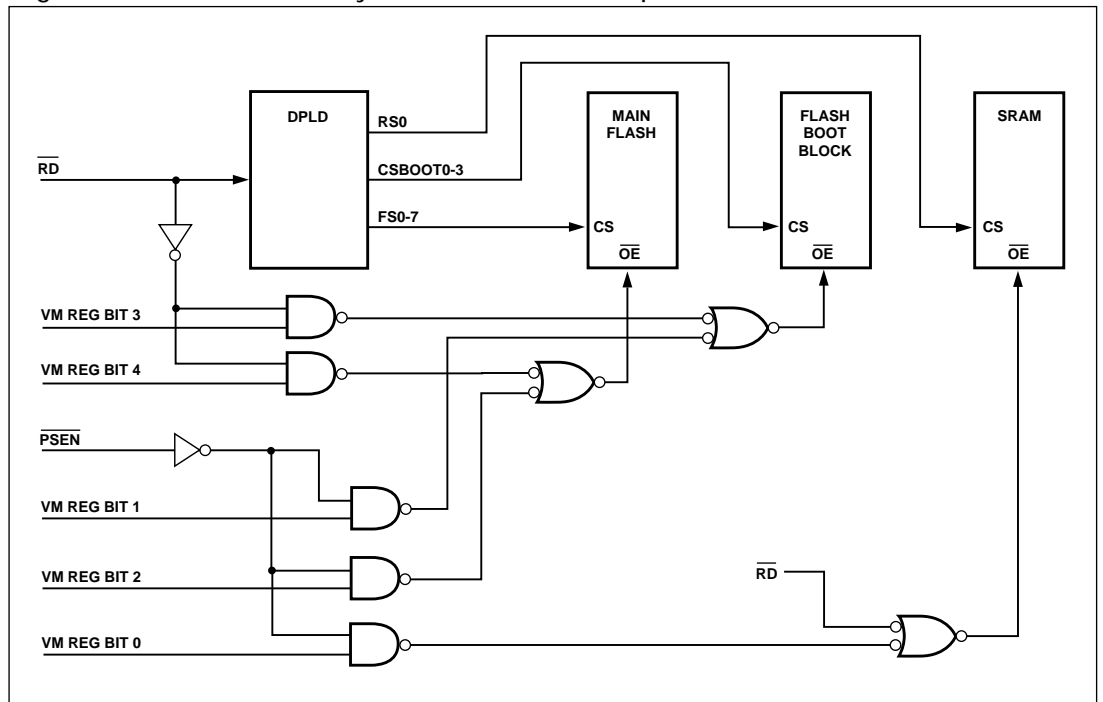 DPLD
RS0
CSBOOT0-3
FS0-7
MAIN
FLASH
CS
OE
FLASH
BOOT
BLOCK
CS
OE
SRAM
CS
OE
RD
VM REG BIT 3
VM REG BIT 4
PSEN
VM REG BIT 1
VM REG BIT 2
VM REG BIT 0
RD